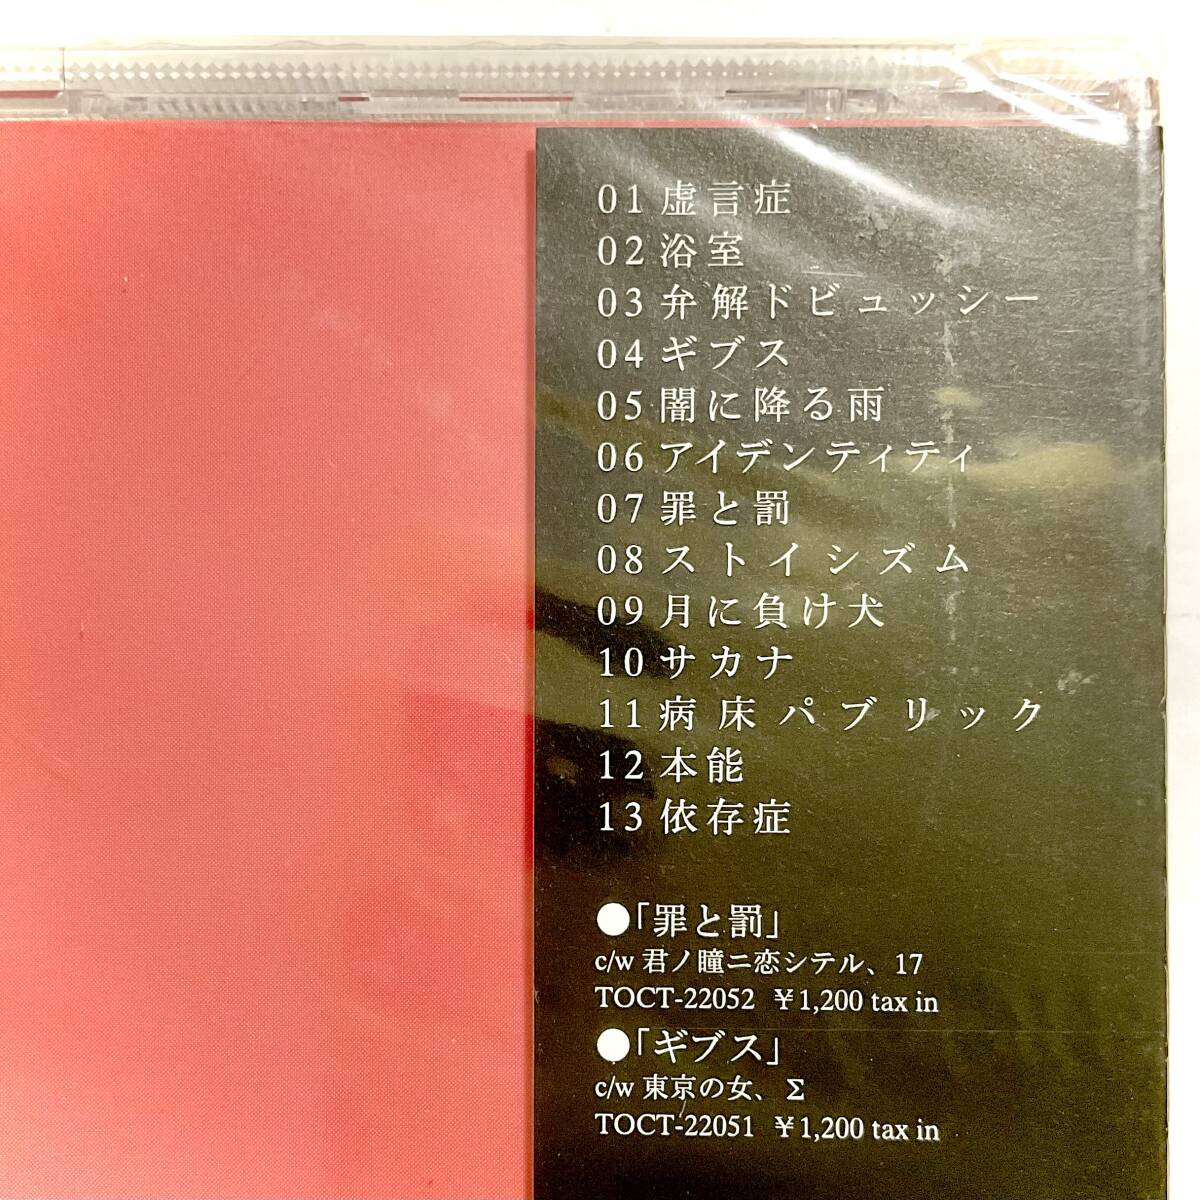 01 虚言症
02 浴室
03 弁解ドビュッシー
04 ギブス
05 闇に降る雨
06 アイデンティティ
07 罪と罰
08 ストイシズム
09 月に負け犬
10 サカナ
11 病床パブリック
12 本能
13 依存症
●「罪と罰」
c/w 君ノ瞳ニ恋シテル、17
TOCT-22052 ￥1,200 tax in
●「ギブス」
c/w 東京の女、Σ
TOCT-22051 ￥1,200 tax in